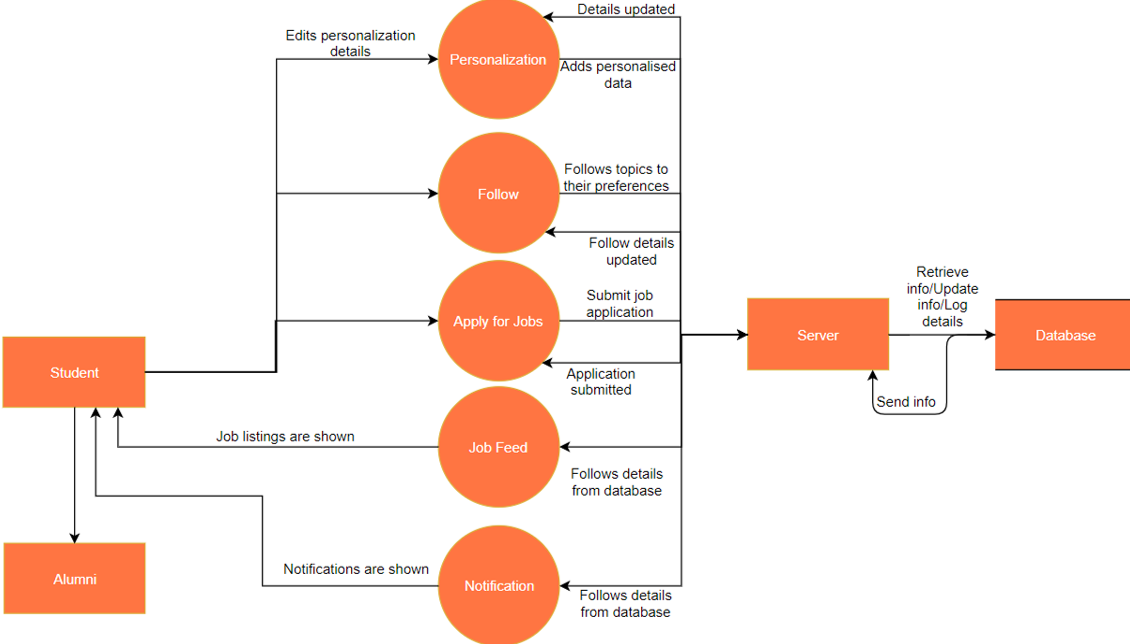 Details updated
Edits personalization
details
Personalization
Adds personalised
data
Follows topics to
their preferences
Follow
Follow details
updated
Retrieve
info/Update
info/Log
details
Submit job
application
Apply for Jobs
Server
Database
Student
Application
submitted
Send info
Job listings are shown
Job Feed
Follows details
from database
Notifications are shown
Alumni
Notification
Follows details
from database